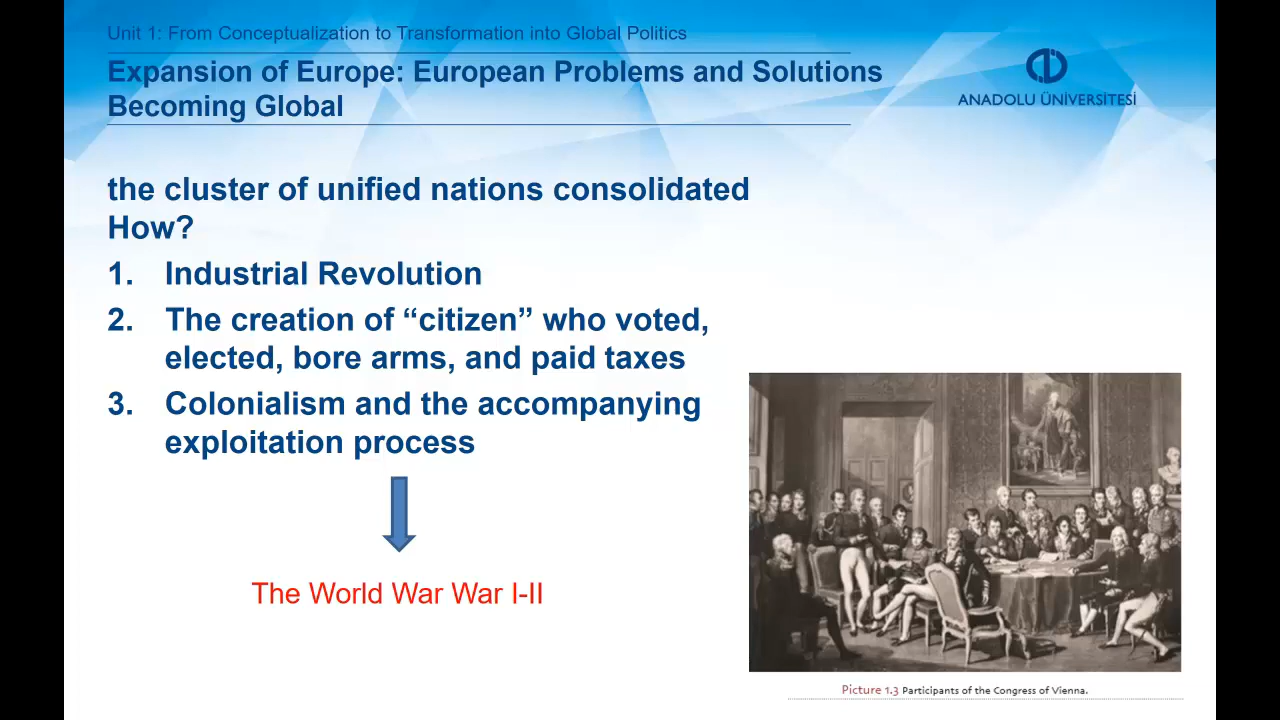 Unit 1: From Conceptualization to Transformation into Global Politics
Expansion of Europe: European Problems and Solutions
Becoming Global
ANADOLU ÜNİVERSİTESİ
the cluster of unified nations consolidated
How?
1. Industrial Revolution
2. The creation of “citizen” who voted,
elected, bore arms, and paid taxes
3. Colonialism and the accompanying
exploitation process
The World War War I-II
Picture 1.3 Participants of the Congress of Vienna.